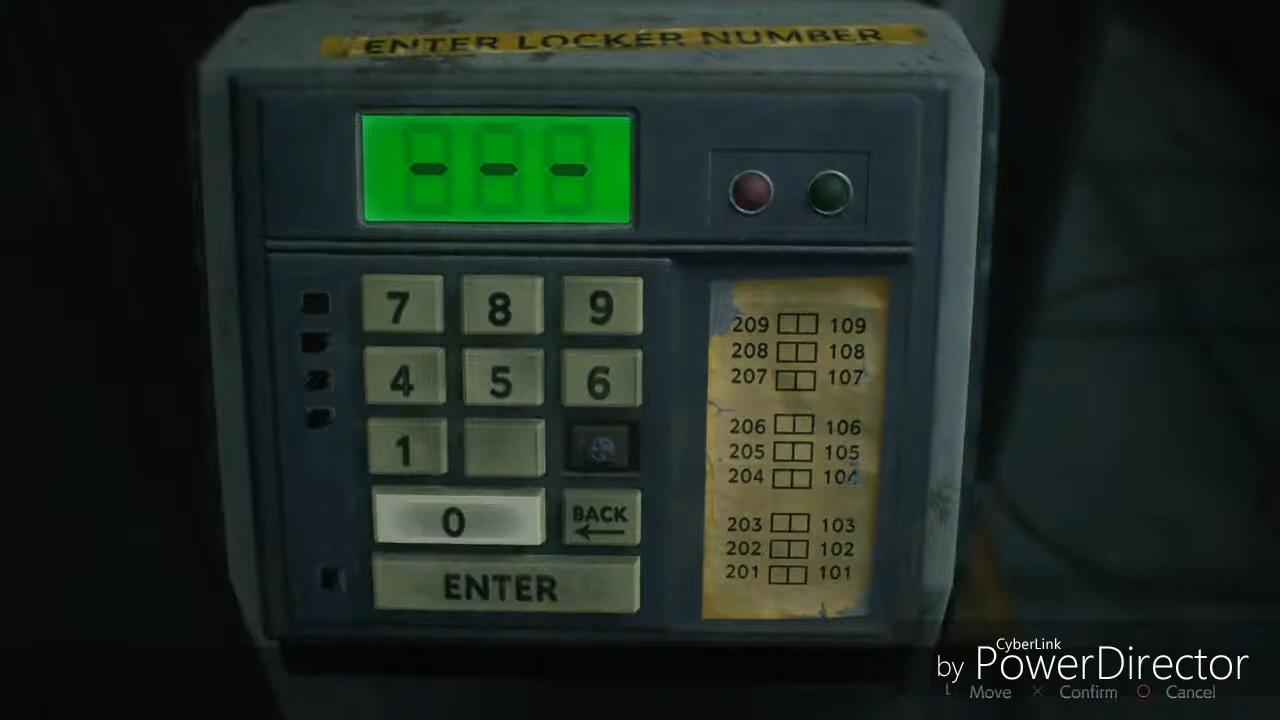 ENTER LOCKER NUMBER
- - -
7 8 9
4 5 6
1
0 BACK
ENTER
209 109
208 108
207 107
206 106
205 105
204 104
203 103
202 102
201 101
CyberLink
by PowerDirector
L Move × Confirm ○ Cancel